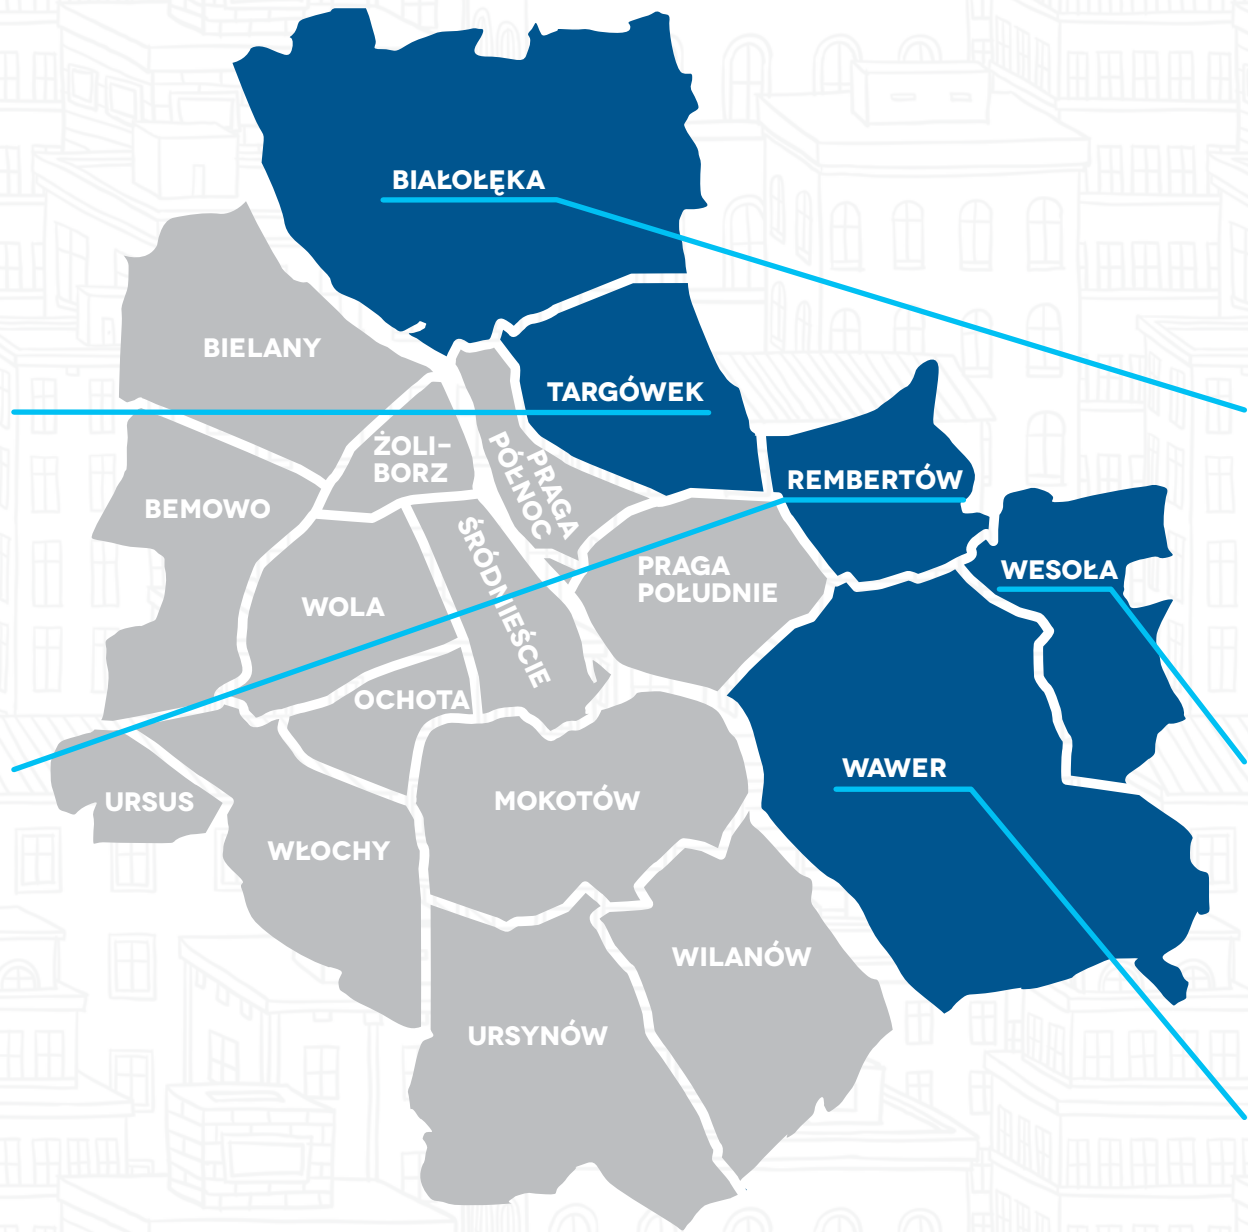 BIAŁOŁĘKA
BIELANY
TARGÓWEK
ŻOLI-
BORZ
PRAGA
PÓŁNOC
REMBERTÓW
BEMOWO
ŚRÓDMIEŚCIE
PRAGA
POŁUDNIE
WESOŁA
WOLA
OCHOTA
WAWER
URSUS
MOKOTÓW
WŁOCHY
WILANÓW
URSYNÓW